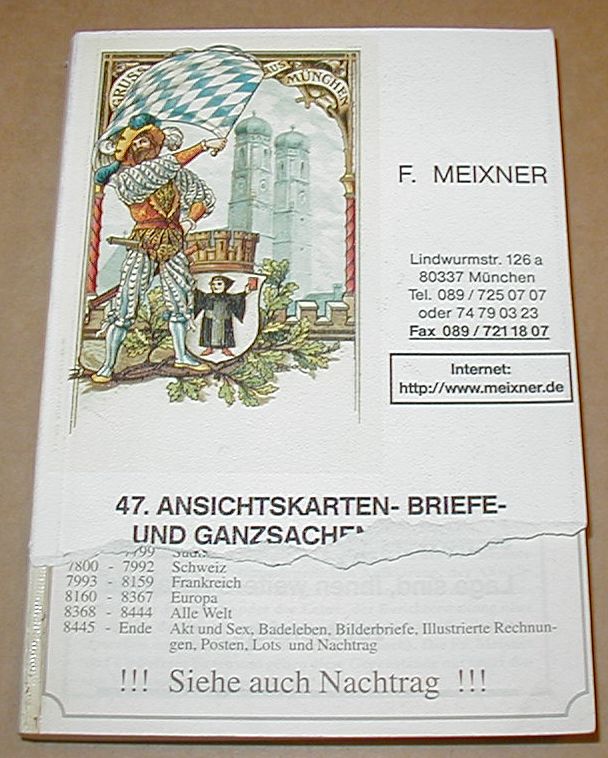 GRUSS AUS MÜNCHEN
F. MEIXNER
Lindwurmstr. 126 a
80337 München
Tel. 089 / 725 07 07
oder 74 79 03 23
Fax 089 / 721 18 07
Internet:
http://www.meixner.de
47. ANSICHTSKARTEN- BRIEFE-
UND GANZSACHEN
7799
7800 - 7992 Schweiz
7993 - 8159 Frankreich
8160 - 8367 Europa
8368 - 8444 Alle Welt
8445 - Ende Akt und Sex, Badeleben, Bilderbriefe, Illustrierte Rechnun-
gen, Posten, Lots und Nachtrag
!!! Siehe auch Nachtrag !!!